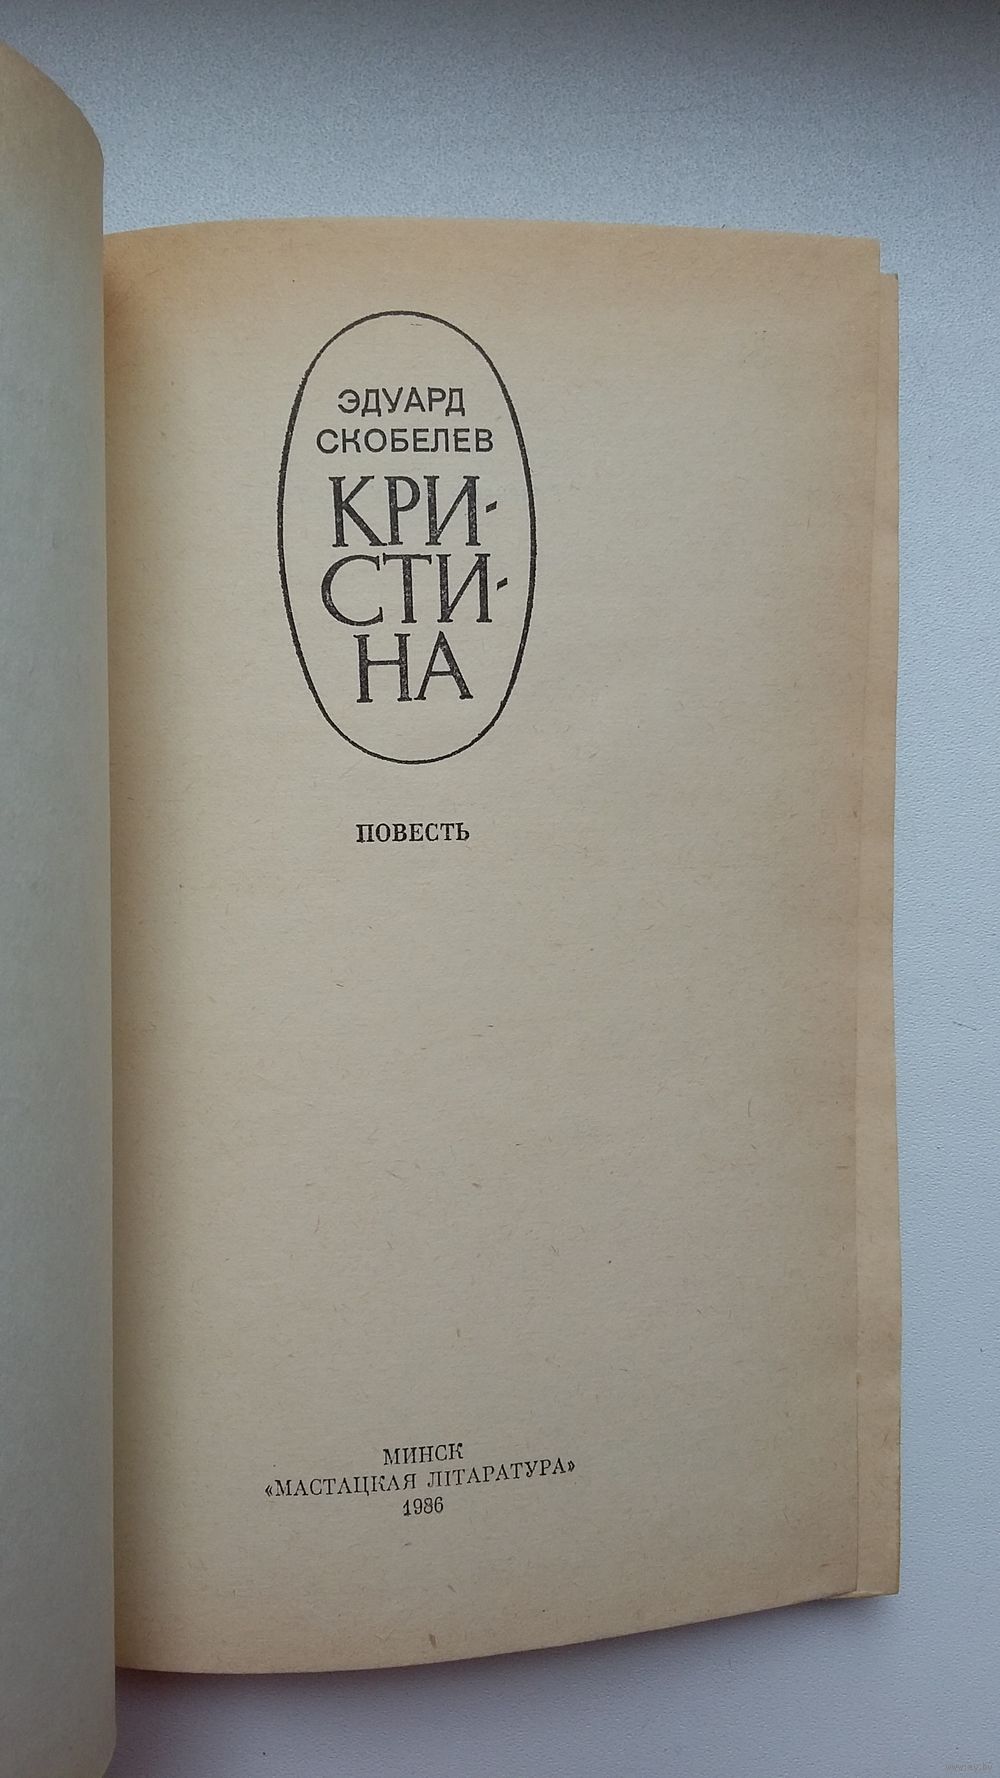 ЭДУАРД
СКОБЕЛЕВ
КРИ-
СТИ-
НА
ПОВЕСТЬ
МИНСК
«МАСТАЦКАЯ ЛІТАРАТУРА»
1986